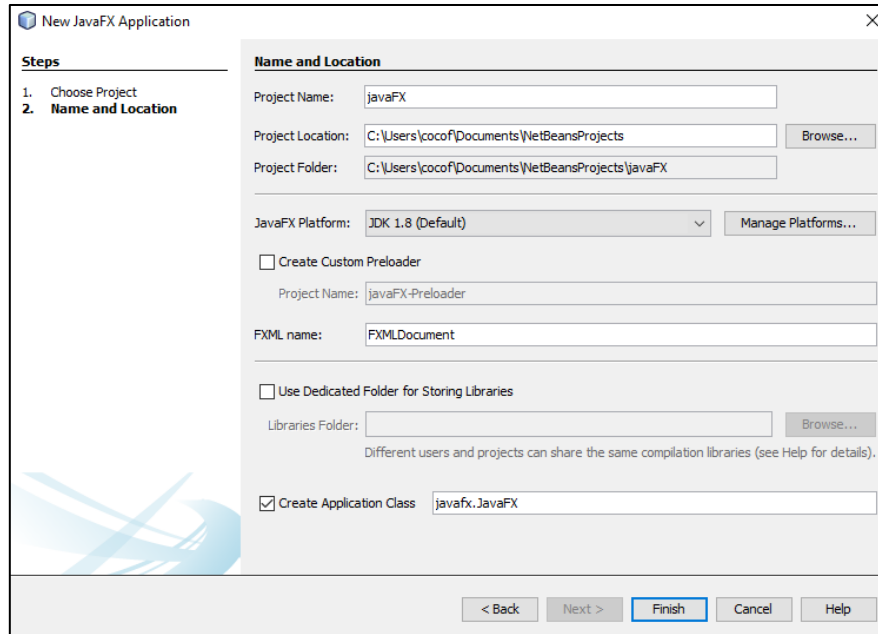 New JavaFX Application
Steps
1. Choose Project
2. Name and Location
Name and Location
Project Name: javaFX
Project Location: C:\Users\cocof\Documents\NetBeansProjects Browse...
Project Folder: C:\Users\cocof\Documents\NetBeansProjects\javaFX
JavaFX Platform: JDK 1.8 (Default) Manage Platforms...
Create Custom Preloader
Project Name: javaFX-Preloader
FXML name: FXMLDocument
Use Dedicated Folder for Storing Libraries
Libraries Folder: Browse...
Different users and projects can share the same compilation libraries (see Help for details).
Create Application Class javafx.JavaFX
< Back Next > Finish Cancel Help